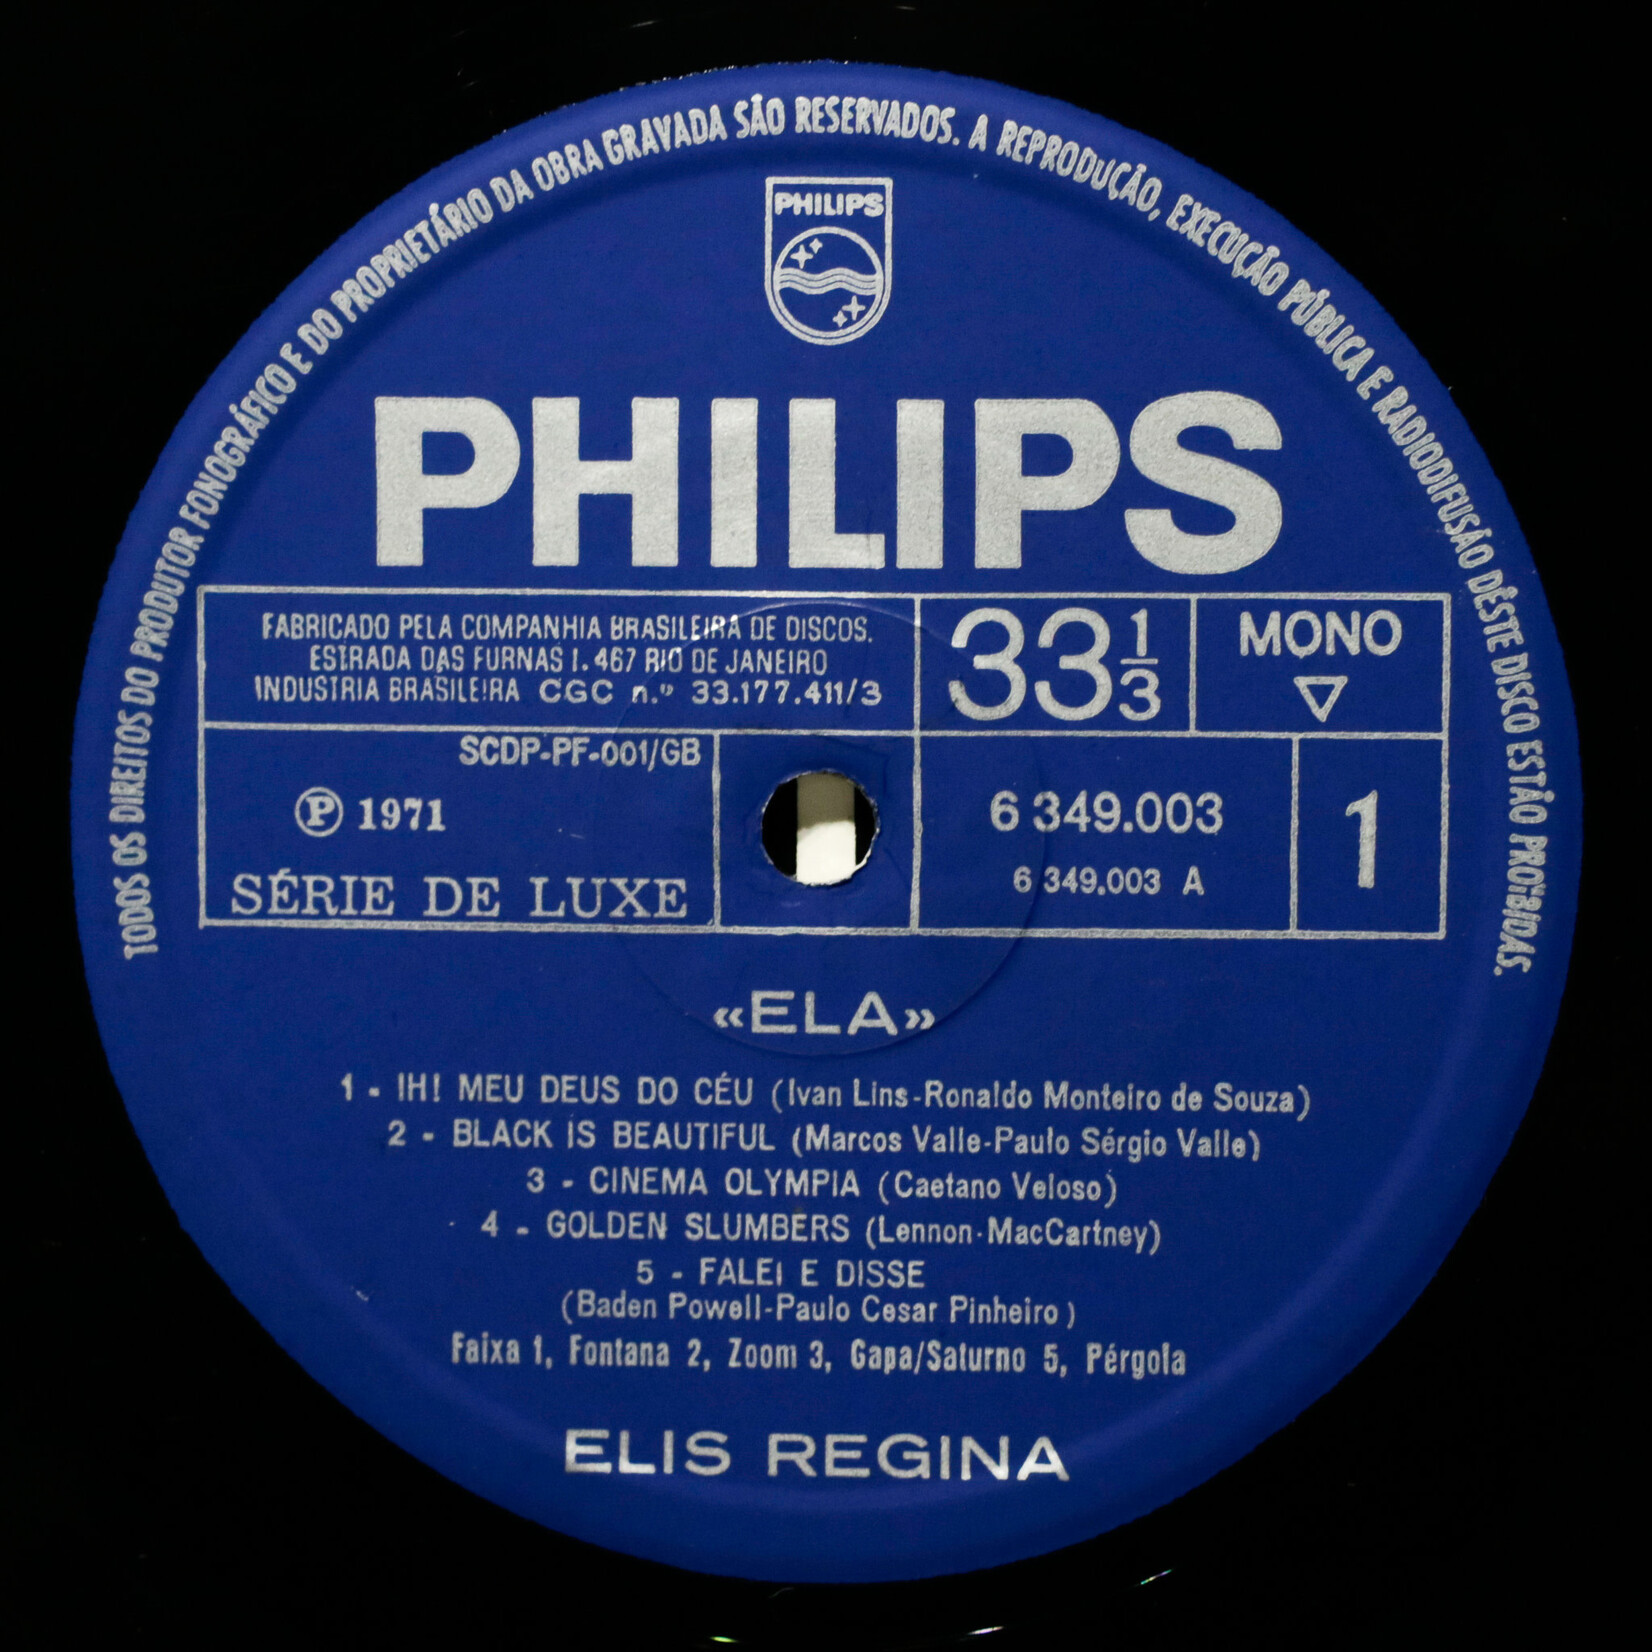 TODOS OS DIREITOS DO PRODUTOR FONOGRÁFICO E DO PROPRIETÁRIO DA OBRA GRAVADA SÃO RESERVADOS. A REPRODUÇÃO, EXECUÇÃO PÚBLICA E RADIODIFUSÃO DÊSTE DISCO ESTÃO PROIBIDAS.
PHILIPS
PHILIPS
FABRICADO PELA COMPANHIA BRASILEIRA DE DISCOS.
ESTRADA DAS FURNAS 1.467 RIO DE JANEIRO
INDUSTRIA BRASILEIRA CGC n.º 33.177.411/3
33 1/3
MONO
SCDP-PF-001/GB
Ⓟ 1971
SÉRIE DE LUXE
6 349.003
6 349.003 A
1
«ELA»
1 - IH! MEU DEUS DO CÉU (Ivan Lins-Ronaldo Monteiro de Souza)
2 - BLACK IS BEAUTIFUL (Marcos Valle-Paulo Sérgio Valle)
3 - CINEMA OLYMPIA (Caetano Veloso)
4 - GOLDEN SLUMBERS (Lennon-MacCartney)
5 - FALEI E DISSE
(Baden Powell-Paulo Cesar Pinheiro)
Faixa 1, Fontana 2, Zoom 3, Gapa/Saturno 5, Pérgola
ELIS REGINA